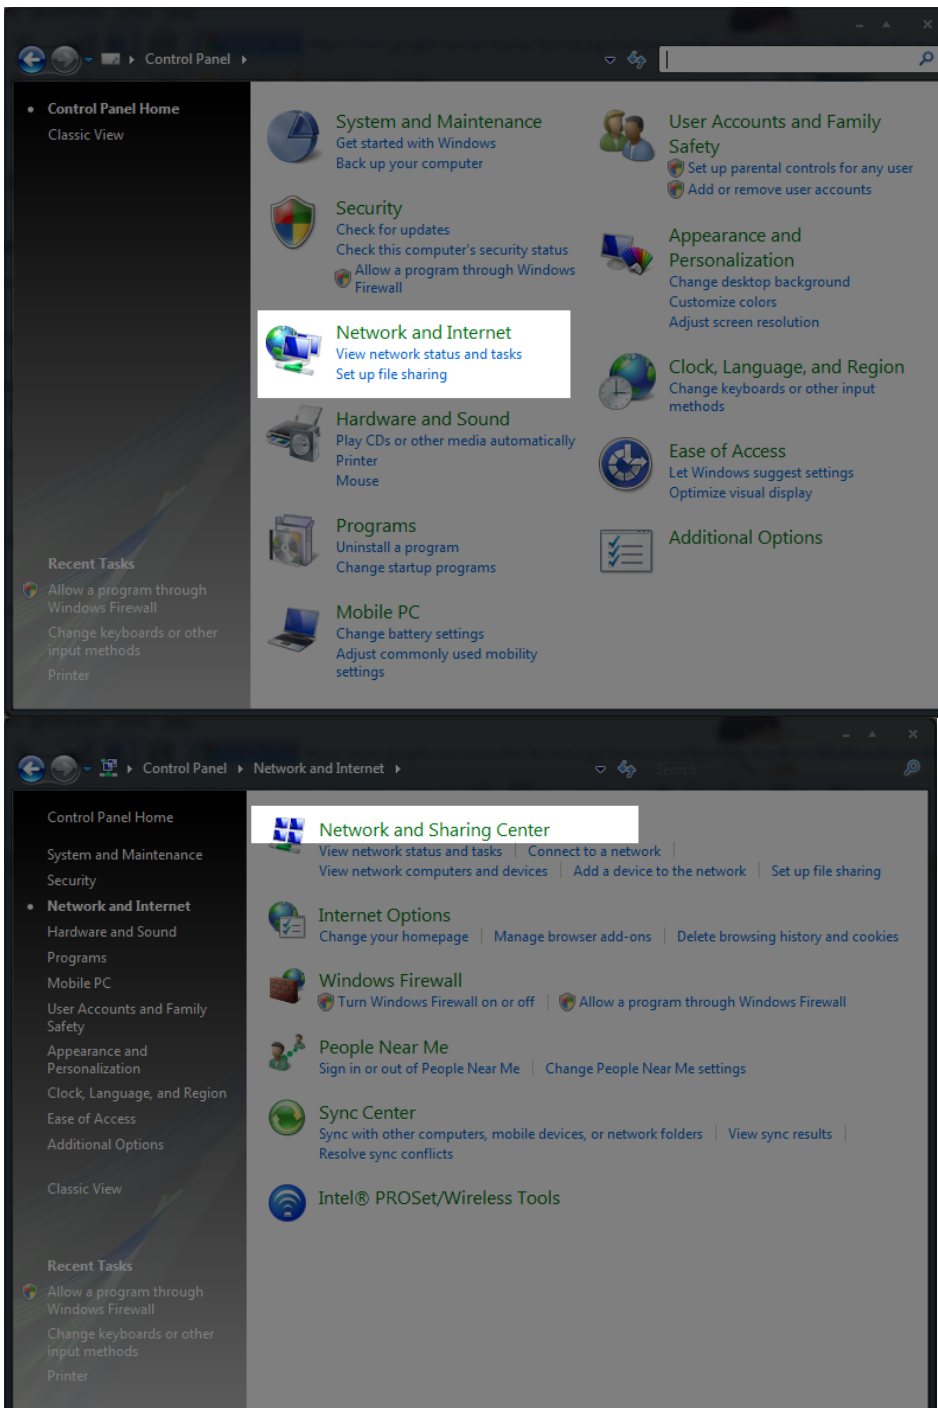 Control Panel
Control Panel Home
Classic View
System and Maintenance
Get started with Windows
Back up your computer
Security
Check for updates
Check this computer's security status
Allow a program through Windows
Firewall
Network and Internet
View network status and tasks
Set up file sharing
Hardware and Sound
Play CDs or other media automatically
Printer
Mouse
Programs
Uninstall a program
Change startup programs
Mobile PC
Change battery settings
Adjust commonly used mobility
settings
User Accounts and Family
Safety
Set up parental controls for any user
Add or remove user accounts
Appearance and
Personalization
Change desktop background
Customize colors
Adjust screen resolution
Clock, Language, and Region
Change keyboards or other input
methods
Ease of Access
Let Windows suggest settings
Optimize visual display
Additional Options
Recent Tasks
Allow a program through
Windows Firewall
Change keyboards or other
input methods
Printer
Control Panel Network and Internet Search
Control Panel Home
System and Maintenance
Security
Network and Internet
Hardware and Sound
Programs
Mobile PC
User Accounts and Family
Safety
Appearance and
Personalization
Clock, Language, and Region
Ease of Access
Additional Options
Classic View
Recent Tasks
Allow a program through
Windows Firewall
Change keyboards or other
input methods
Printer
Network and Sharing Center
View network status and tasks Connect to a network
View network computers and devices Add a device to the network Set up file sharing
Internet Options
Change your homepage Manage browser add-ons Delete browsing history and cookies
Windows Firewall
Turn Windows Firewall on or off Allow a program through Windows Firewall
People Near Me
Sign in or out of People Near Me Change People Near Me settings
Sync Center
Sync with other computers, mobile devices, or network folders View sync results
Resolve sync conflicts
Intel® PROSet/Wireless Tools